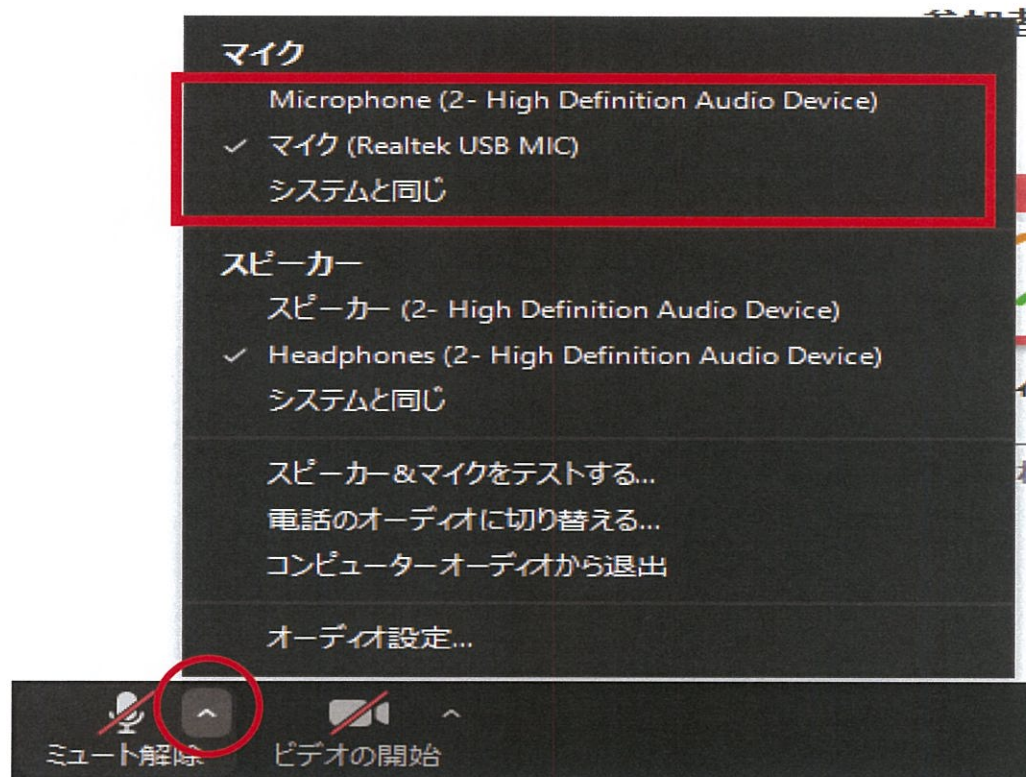 マイク
Microphone (2- High Definition Audio Device)
マイク (Realtek USB MIC)
システムと同じ
スピーカー
スピーカー (2- High Definition Audio Device)
Headphones (2- High Definition Audio Device)
システムと同じ
スピーカー&マイクをテストする...
電話のオーディオに切り替える...
コンピューターオーディオから退出
オーディオ設定...
ミュート解除
ビデオの開始